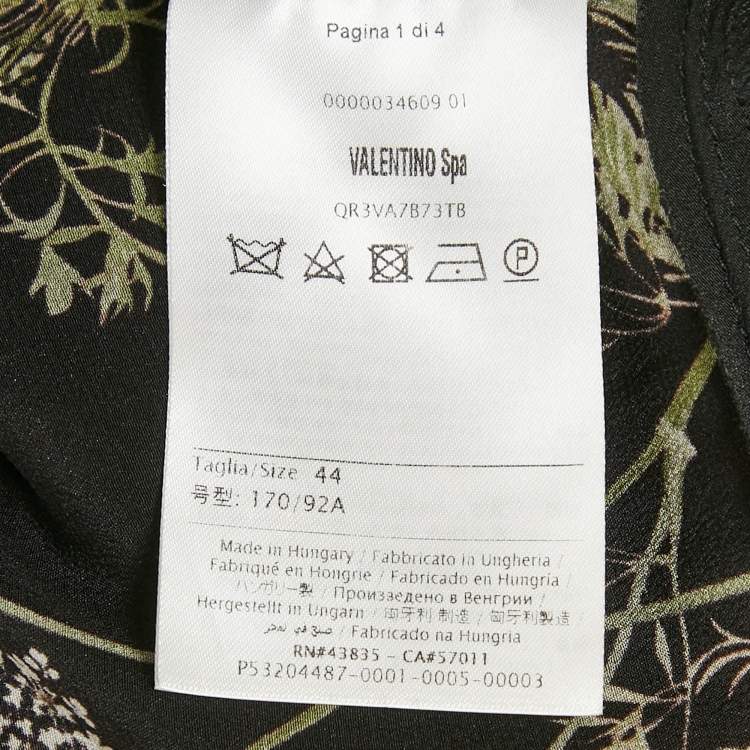 Pagina 1 di 4
0000034609 01
VALENTINO Spa
QR3VA7B73TB
P
Taglia/Size 44
号型: 170/92A
Made in Hungary / Fabbricato in Ungheria /
Fabriqué en Hongrie / Fabricado en Hungría /
ハンガリー製 / Произзедено в Венгрии /
Hergestellt in Ungarn / 匈牙利 制造 / 匈牙利製造 /
صنع في / Fabricado na Hungria
RN#43835 - CA#57011
P53204487-0001-0005-00003